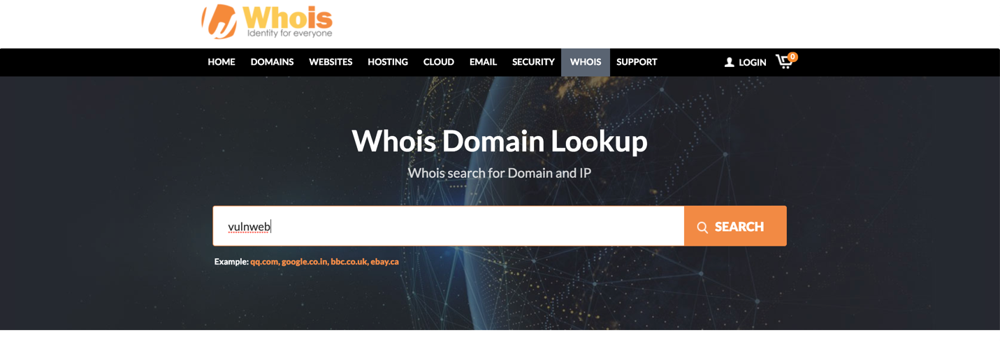 Whois
Identity for everyone
HOME DOMAINS WEBSITES HOSTING CLOUD EMAIL SECURITY WHOIS SUPPORT LOGIN 0
Whois Domain Lookup
Whois search for Domain and IP
vulnweb SEARCH
Example: qq.com, google.co.in, bbc.co.uk, ebay.ca